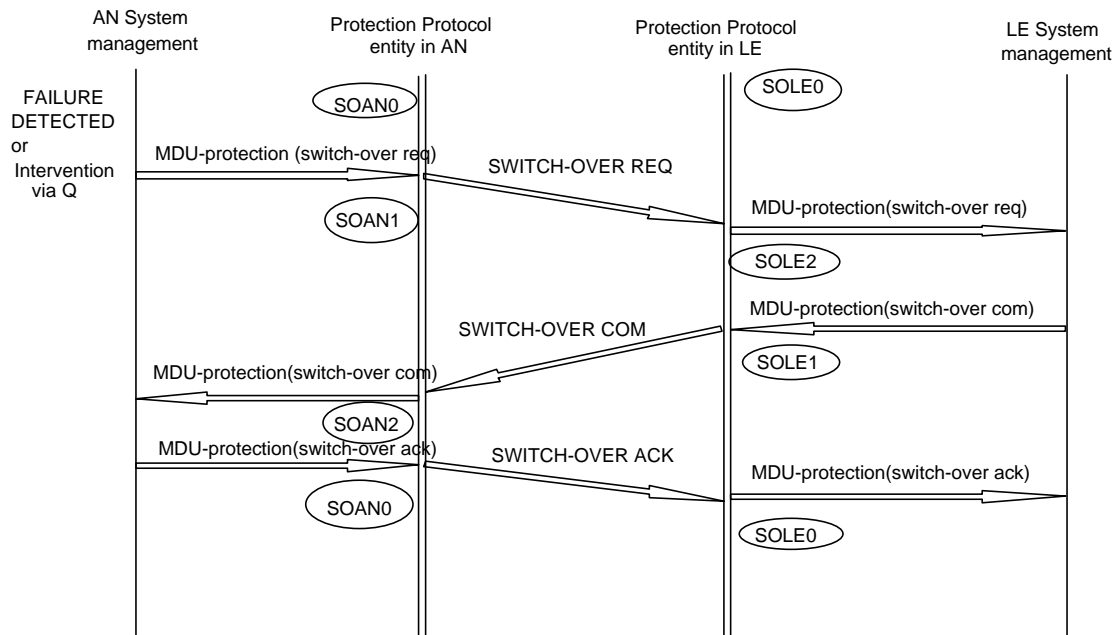 AN System
management
Protection Protocol
entity in AN
Protection Protocol
entity in LE
LE System
management
FAILURE
DETECTED
or
Intervention
via Q
SOAN0
SOLE0
MDU-protection (switch-over req)
SWITCH-OVER REQ
SOAN1
MDU-protection(switch-over req)
SOLE2
MDU-protection(switch-over com)
SWITCH-OVER COM
SOLE1
MDU-protection(switch-over com)
SOAN2
MDU-protection(switch-over ack)
SWITCH-OVER ACK
MDU-protection(switch-over ack)
SOAN0
SOLE0